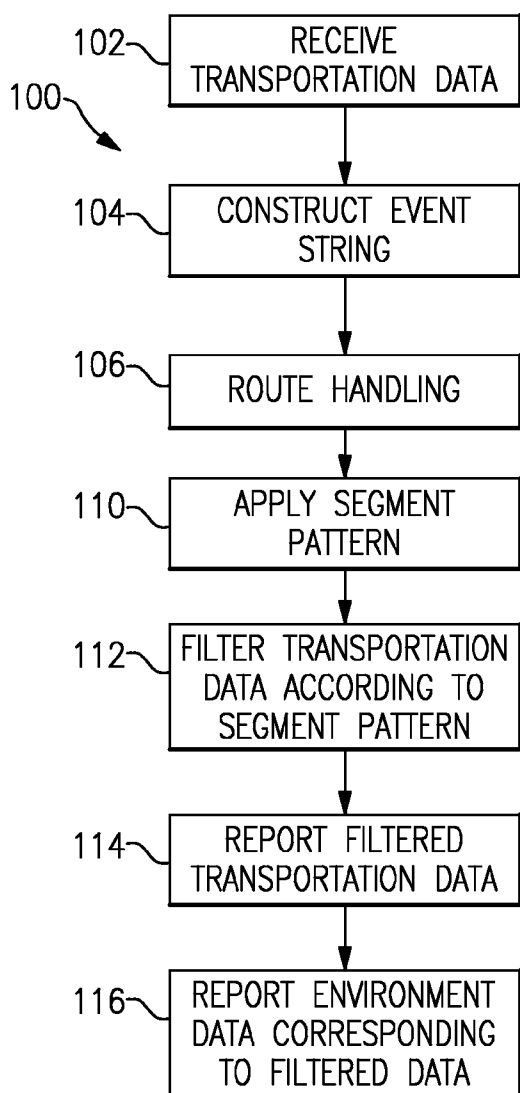 102
RECEIVE
TRANSPORTATION DATA
100
104
CONSTRUCT EVENT
STRING
106
ROUTE HANDLING
110
APPLY SEGMENT
PATTERN
112
FILTER TRANSPORTATION
DATA ACCORDING TO
SEGMENT PATTERN
114
REPORT FILTERED
TRANSPORTATION DATA
116
REPORT ENVIRONMENT
DATA CORRESPONDING
TO FILTERED DATA